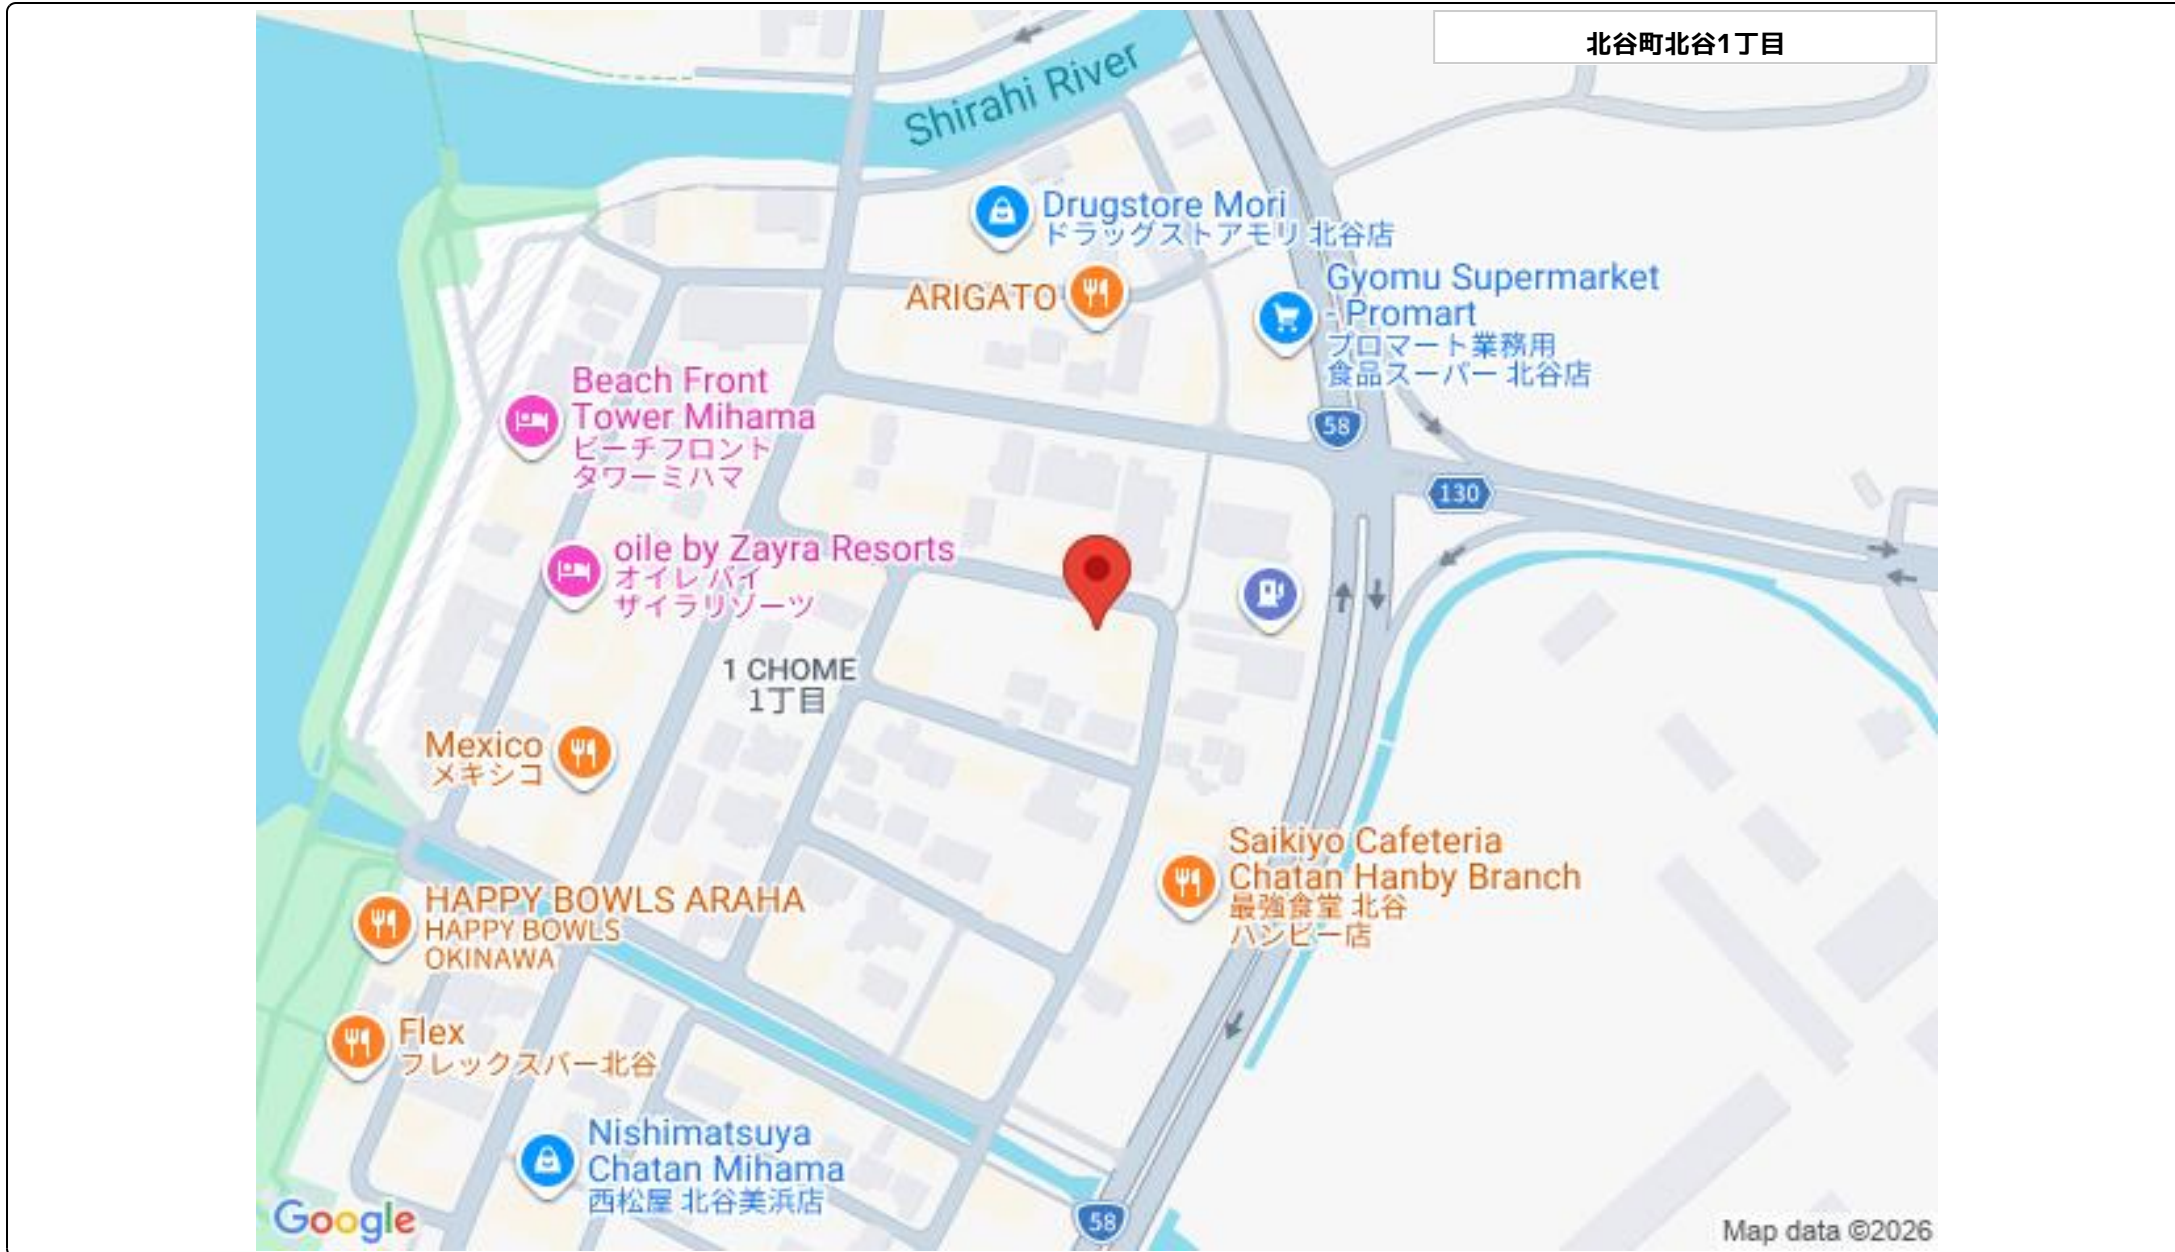 北谷町北谷1丁目
Shirahi River
Drugstore Mori
ドラッグストアモリ 北谷店
ARIGATO
Gyomu Supermarket
- Promart
プロマート業務用
食品スーパー 北谷店
Beach Front
Tower Mihama
ビーチフロント
タワーミハマ
58
130
oile by Zayra Resorts
オイレ バイ
ザイラリゾーツ
1 CHOME
1丁目
Mexico
メキシコ
Saikiyo Cafeteria
Chatan Hanby Branch
最強食堂 北谷
ハンビー店
HAPPY BOWLS ARAHA
HAPPY BOWLS
OKINAWA
Flex
フレックスバー北谷
Nishimatsuya
Chatan Mihama
西松屋 北谷美浜店
58
Google
Map data ©2026